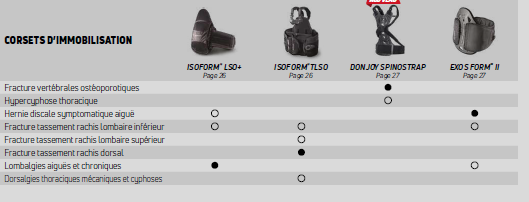 CORSETS D'IMMOBILISATION
ISOFORM® LSO+
Page 26
ISOFORM® TLSO
Page 26
DONJOY SPINOSTRAP
Page 27
EXOS FORM™ II
Page 27
Fracture vertébrales ostéoporotiques ●
Hypercyphose thoracique ○
Hernie discale symptomatique aiguë ○ ●
Fracture tassement rachis lombaire inférieur ○ ○ ○
Fracture tassement rachis lombaire supérieur ○
Fracture tassement rachis dorsal ●
Lombalgies aiguës et chroniques ● ○
Dorsalgies thoraciques mécaniques et cyphoses ○